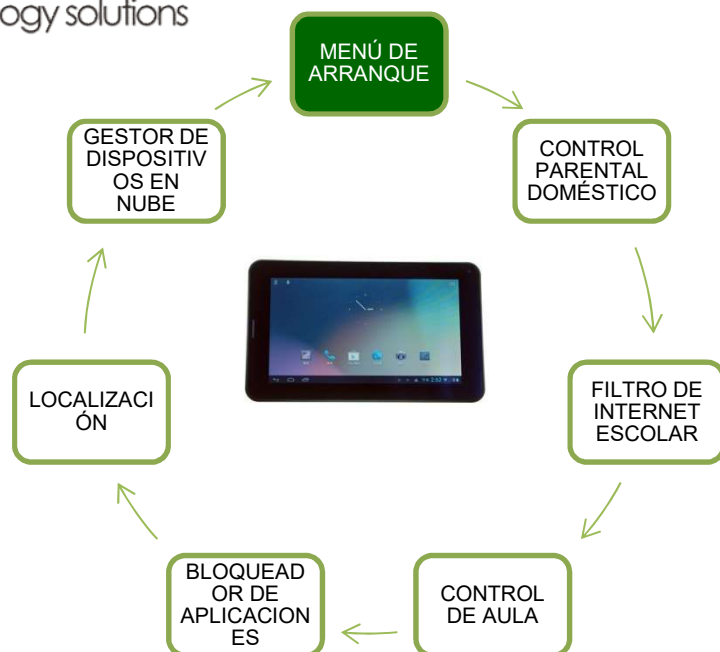 ogy solutions
MENÚ DE
ARRANQUE
CONTROL
PARENTAL
DOMÉSTICO
FILTRO DE
INTERNET
ESCOLAR
CONTROL
DE AULA
BLOQUEAD
OR DE
APLICACION
ES
LOCALIZACI
ÓN
GESTOR DE
DISPOSITIV
OS EN
NUBE